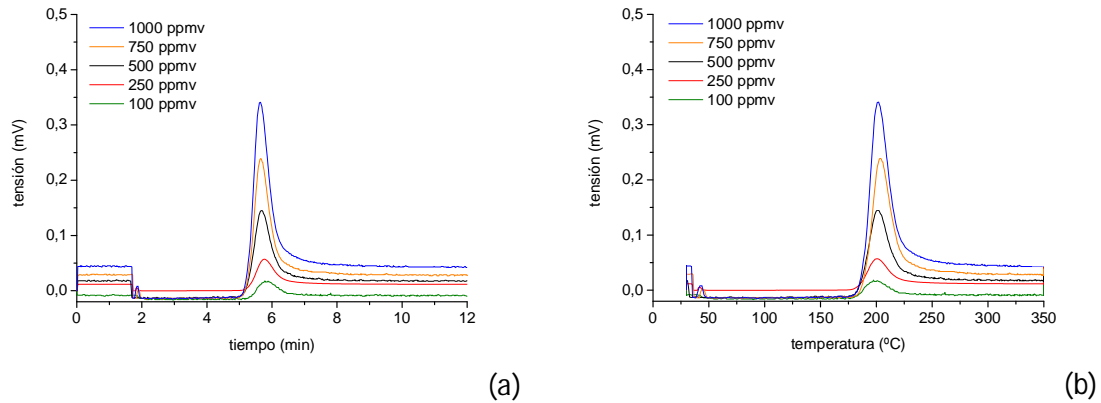 0,5
0,4
0,3
0,2
0,1
0,0
tensión (mV)
1000 ppmv
750 ppmv
500 ppmv
250 ppmv
100 ppmv
0 2 4 6 8 10 12
tiempo (min)
(a)
0,5
0,4
0,3
0,2
0,1
0,0
tensión (mV)
1000 ppmv
750 ppmv
500 ppmv
250 ppmv
100 ppmv
0 50 100 150 200 250 300 350
temperatura (ºC)
(b)